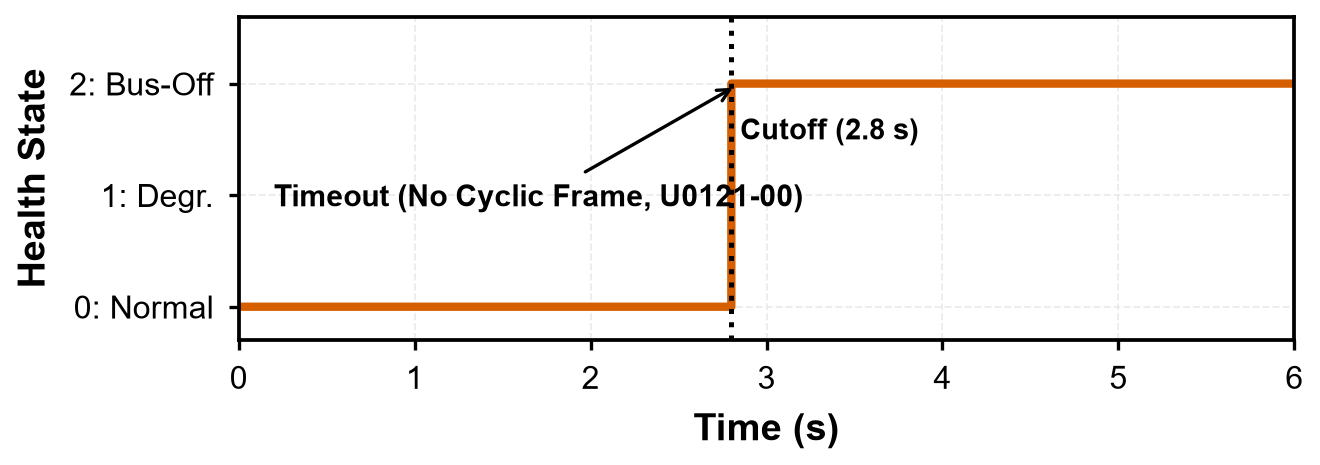 Health State
2: Bus-Off
1: Degr.
0: Normal
Cutoff (2.8 s)
Timeout (No Cyclic Frame, U0121-00)
0 1 2 3 4 5 6
Time (s)